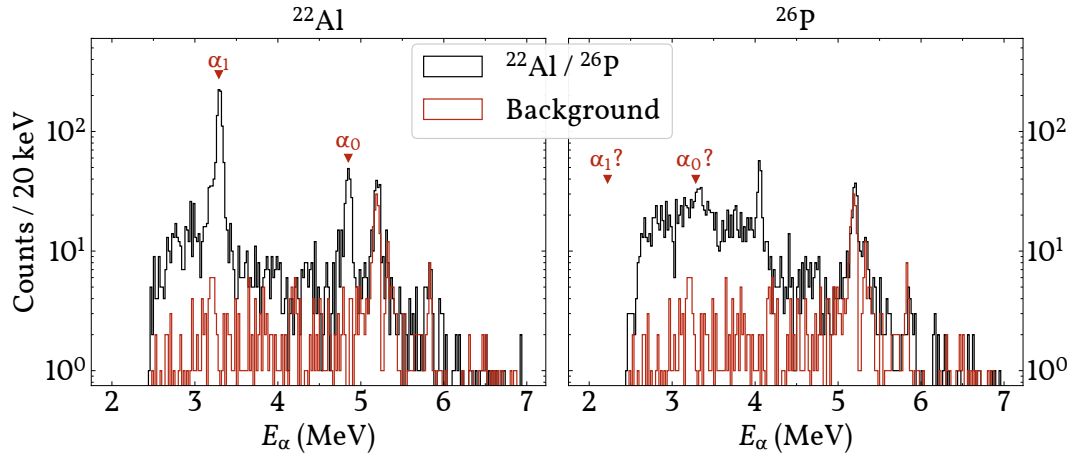 ²²Al
²⁶P
²²Al / ²⁶P
Background
α₁
α₀
α₁?
α₀?
Counts / 20 keV
10²
10¹
10⁰
10²
10¹
10⁰
2 3 4 5 6 7
2 3 4 5 6 7
E_α (MeV)
E_α (MeV)